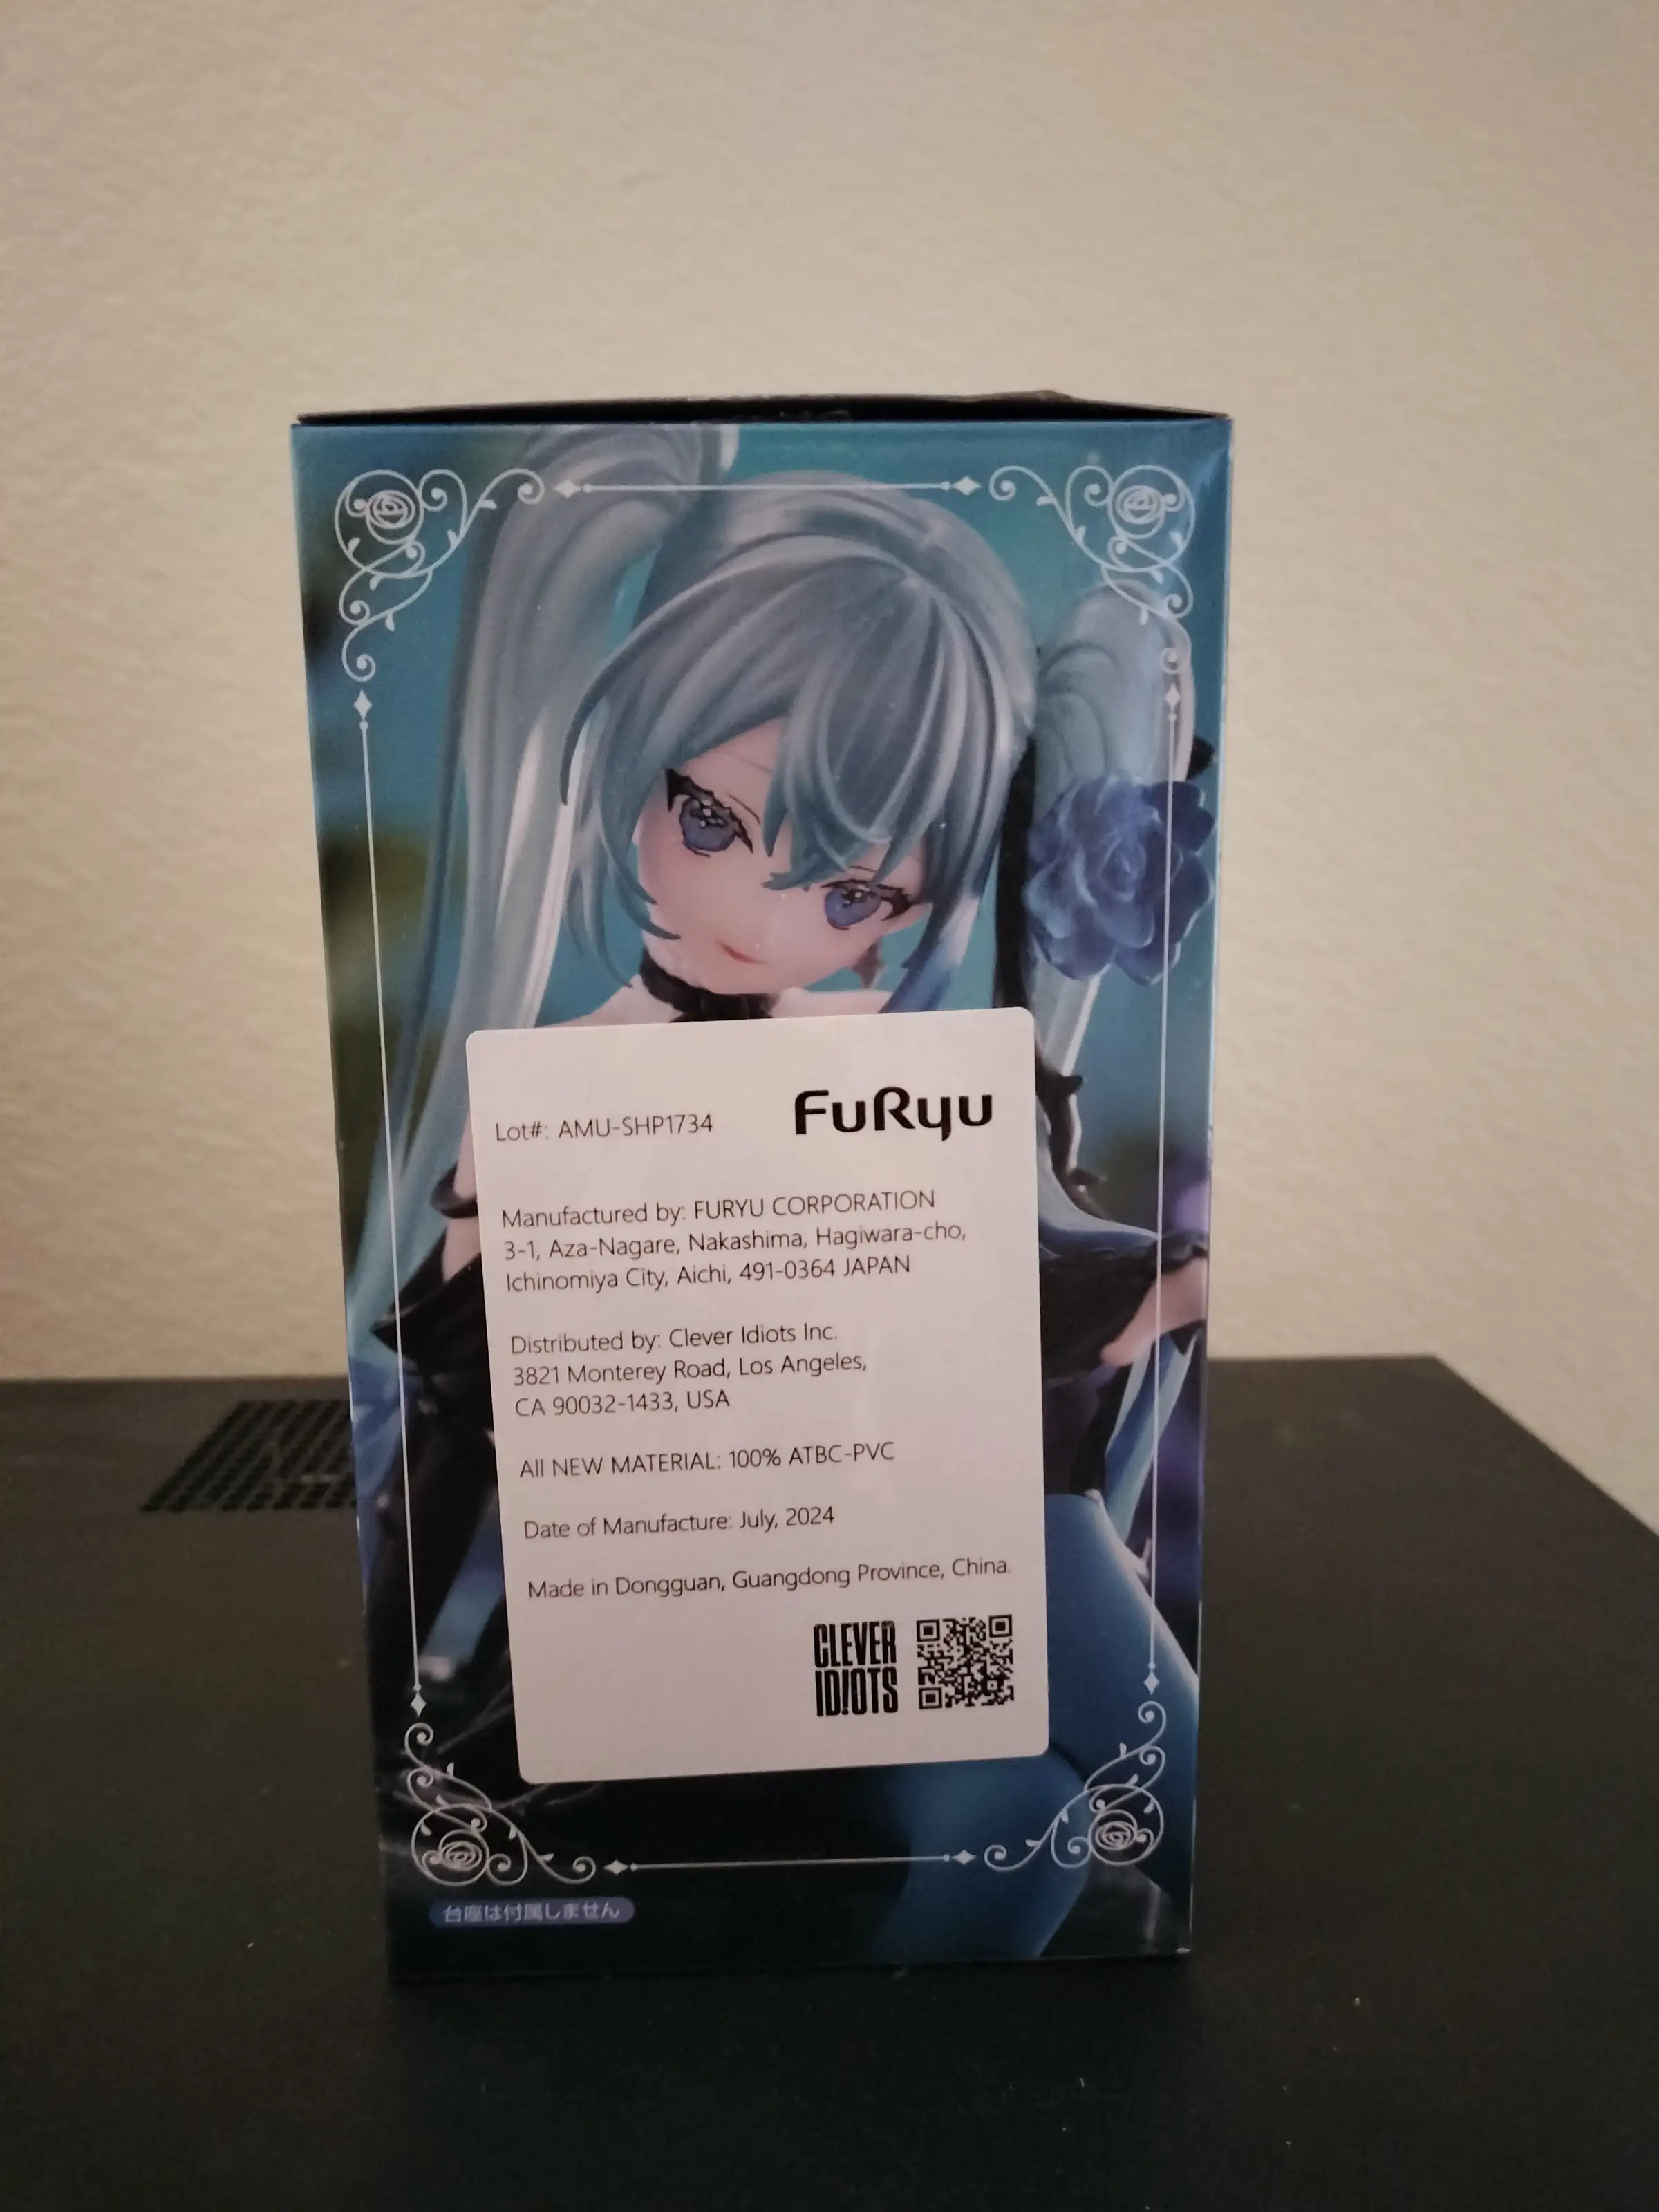 Lot#: AMU-SHP1734
FuRyu
Manufactured by: FURYU CORPORATION
3-1, Aza-Nagare, Nakashima, Hagiwara-cho,
Ichinomiya City, Aichi, 491-0364 JAPAN
Distributed by: Clever Idiots Inc.
3821 Monterey Road, Los Angeles,
CA 90032-1433, USA
All NEW MATERIAL: 100% ATBC-PVC
Date of Manufacture: July, 2024
Made in Dongguan, Guangdong Province, China.
CLEVER
IDIOTS
台座は付属しません